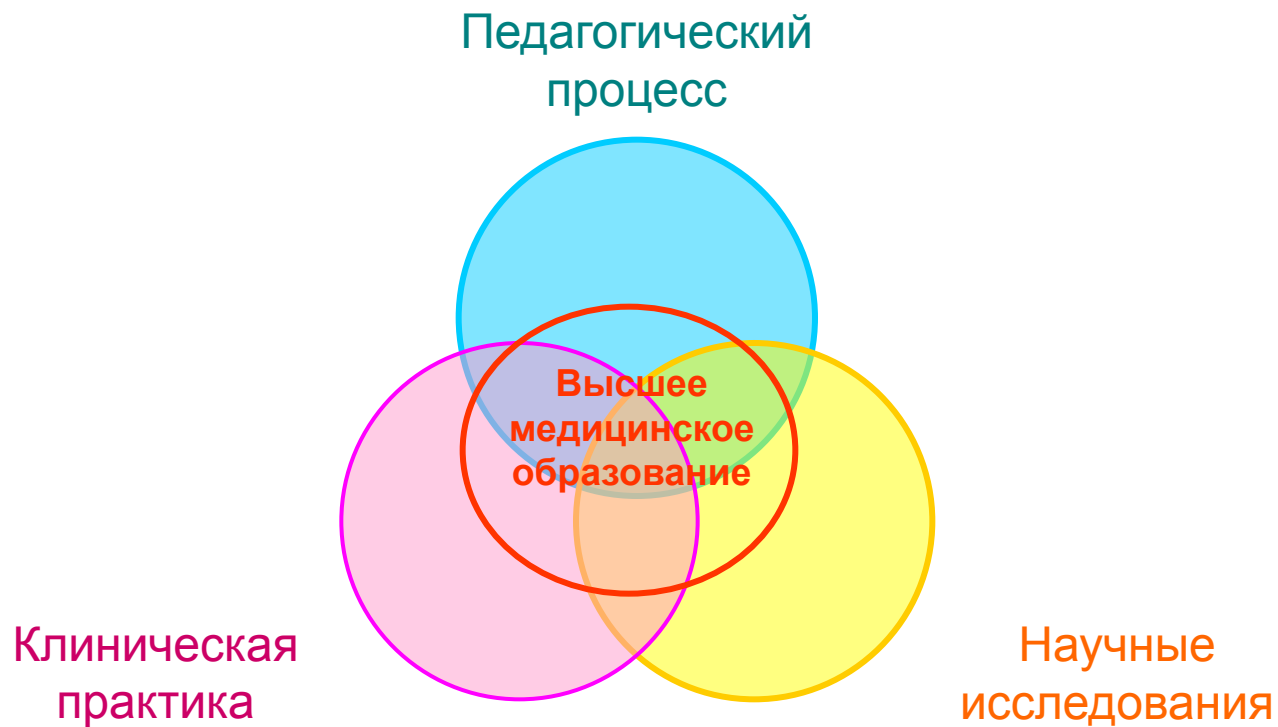 Педагогический
процесс
Высшее
медицинское
образование
Клиническая
практика
Научные
исследования